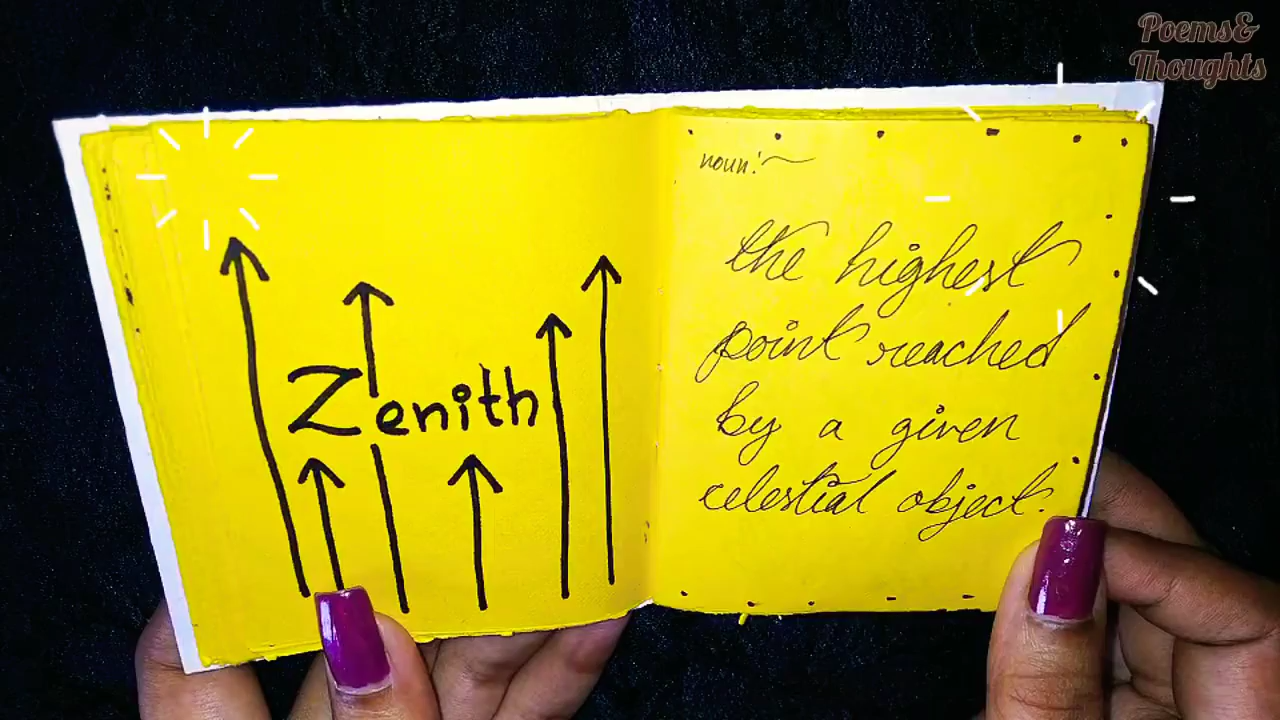 Poems&
Thoughts
Zenith
noun:~
the highest
point reached
by a given
celestial object.